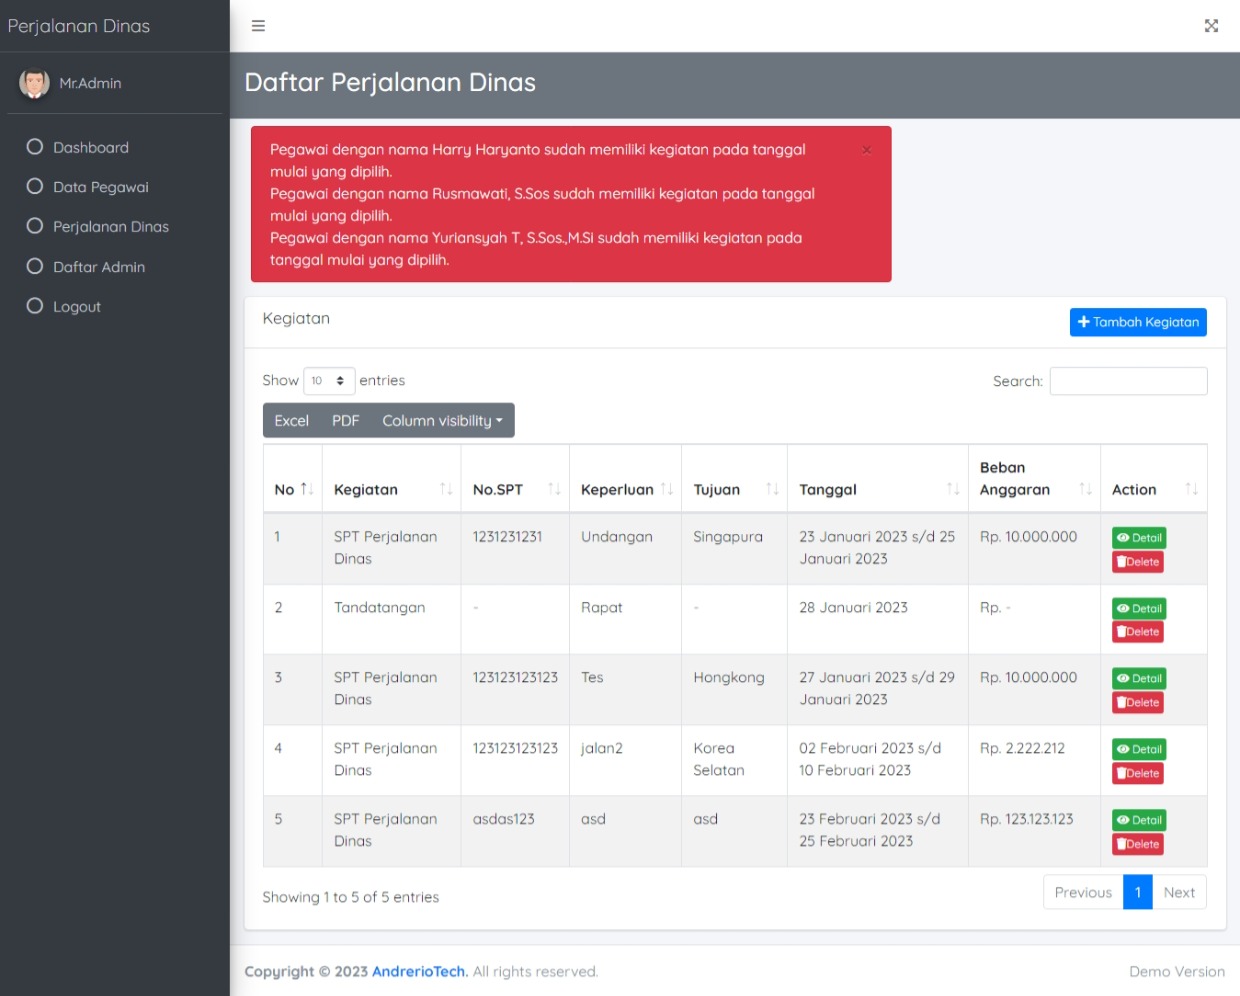 Perjalanan Dinas
Mr.Admin
Dashboard
Data Pegawai
Perjalanan Dinas
Daftar Admin
Logout
Daftar Perjalanan Dinas
Pegawai dengan nama Harry Haryanto sudah memiliki kegiatan pada tanggal
mulai yang dipilih.
Pegawai dengan nama Rusmawati, S.Sos sudah memiliki kegiatan pada tanggal
mulai yang dipilih.
Pegawai dengan nama Yuriansyah T, S.Sos.,M.Si sudah memiliki kegiatan pada
tanggal mulai yang dipilih.
×
Kegiatan
Tambah Kegiatan
Show 10 entries
Search:
Excel PDF Column visibility
No Kegiatan No.SPT Keperluan Tujuan Tanggal Beban Anggaran Action
1 SPT Perjalanan Dinas 1231231231 Undangan Singapura 23 Januari 2023 s/d 25 Januari 2023 Rp. 10.000.000 Detail Delete
2 Tandatangan - Rapat - 28 Januari 2023 Rp. - Detail Delete
3 SPT Perjalanan Dinas 123123123123 Tes Hongkong 27 Januari 2023 s/d 29 Januari 2023 Rp. 10.000.000 Detail Delete
4 SPT Perjalanan Dinas 123123123123 jalan2 Korea Selatan 02 Februari 2023 s/d 10 Februari 2023 Rp. 2.222.212 Detail Delete
5 SPT Perjalanan Dinas asdas123 asd asd 23 Februari 2023 s/d 25 Februari 2023 Rp. 123.123.123 Detail Delete
Showing 1 to 5 of 5 entries
Previous 1 Next
Copyright © 2023 AndrerioTech. All rights reserved.
Demo Version